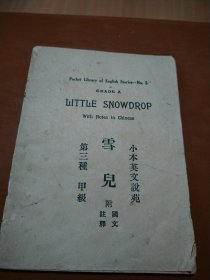 Pocket Library of English Stories—No. 3
GRADE A
LITTLE SNOWDROP
With Notes in Chinese
小本英文說苑
雪兒
附國文註釋
第三種 甲級